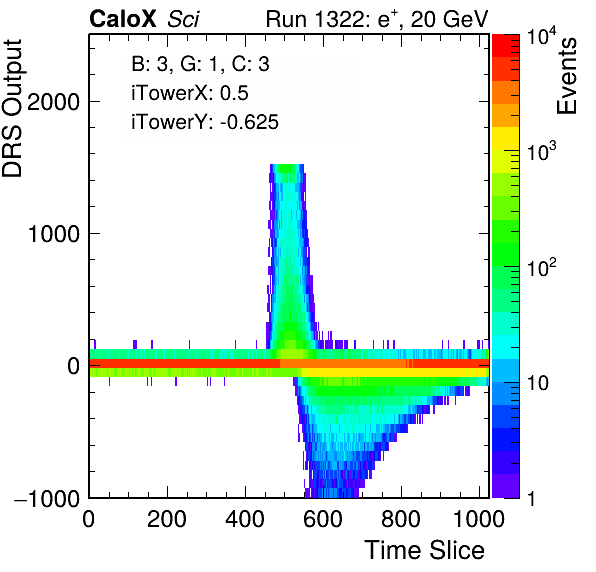 CaloX Sci Run 1322: e⁺, 20 GeV
B: 3, G: 1, C: 3
iTowerX: 0.5
iTowerY: -0.625
DRS Output
2000
1000
0
−1000
0 200 400 600 800 1000
Time Slice
Events
10⁴
10³
10²
10
1